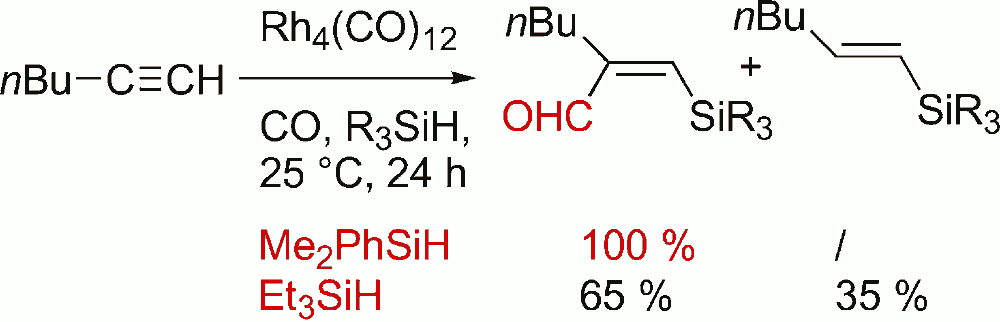 nBu−C≡CH
Rh₄(CO)₁₂
CO, R₃SiH,
25 °C, 24 h
nBu
OHC
SiR₃
+
nBu
SiR₃
Me₂PhSiH 100 % /
Et₃SiH 65 % 35 %